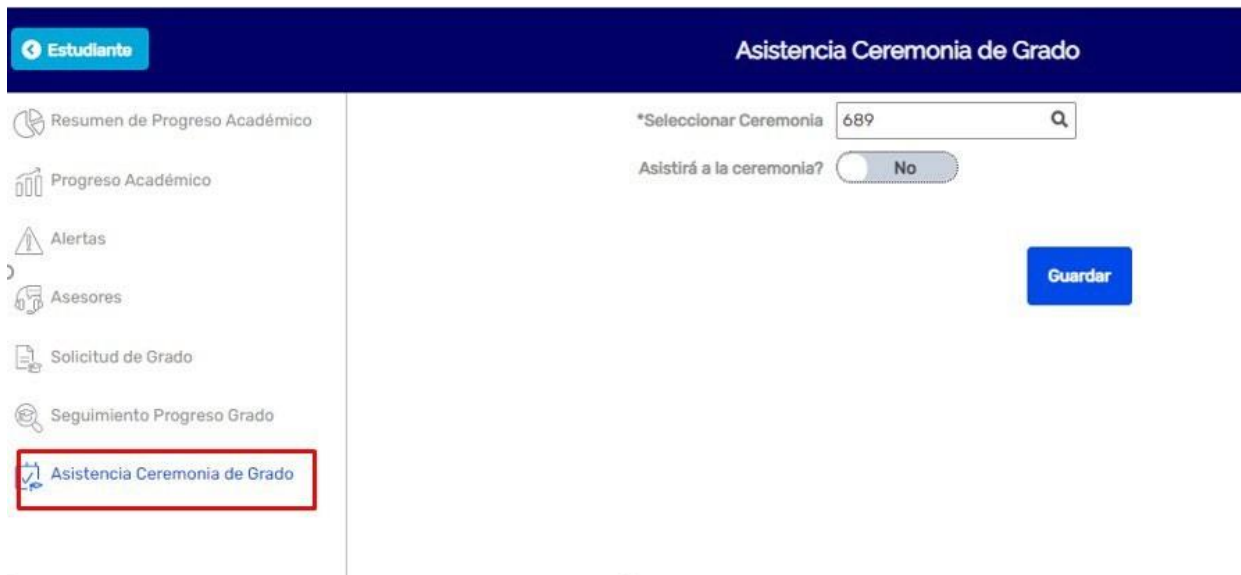 Estudiante
Asistencia Ceremonia de Grado
Resumen de Progreso Académico
Progreso Académico
Alertas
Asesores
Solicitud de Grado
Seguimiento Progreso Grado
Asistencia Ceremonia de Grado
*Seleccionar Ceremonia 689
Asistirá a la ceremonia? No
Guardar